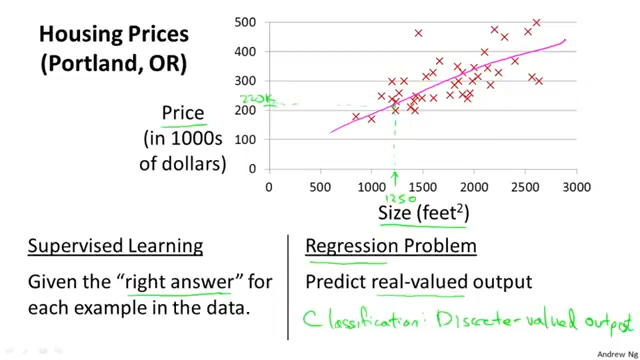 Housing Prices
(Portland, OR)
Price
(in 1000s
of dollars)
500
400
300
220k
200
100
0
0 500 1000 1500 2000 2500 3000
1250
Size (feet²)
Supervised Learning
Given the “right answer” for
each example in the data.
Regression Problem
Predict real-valued output
Classification: Discrete-valued output
Andrew Ng